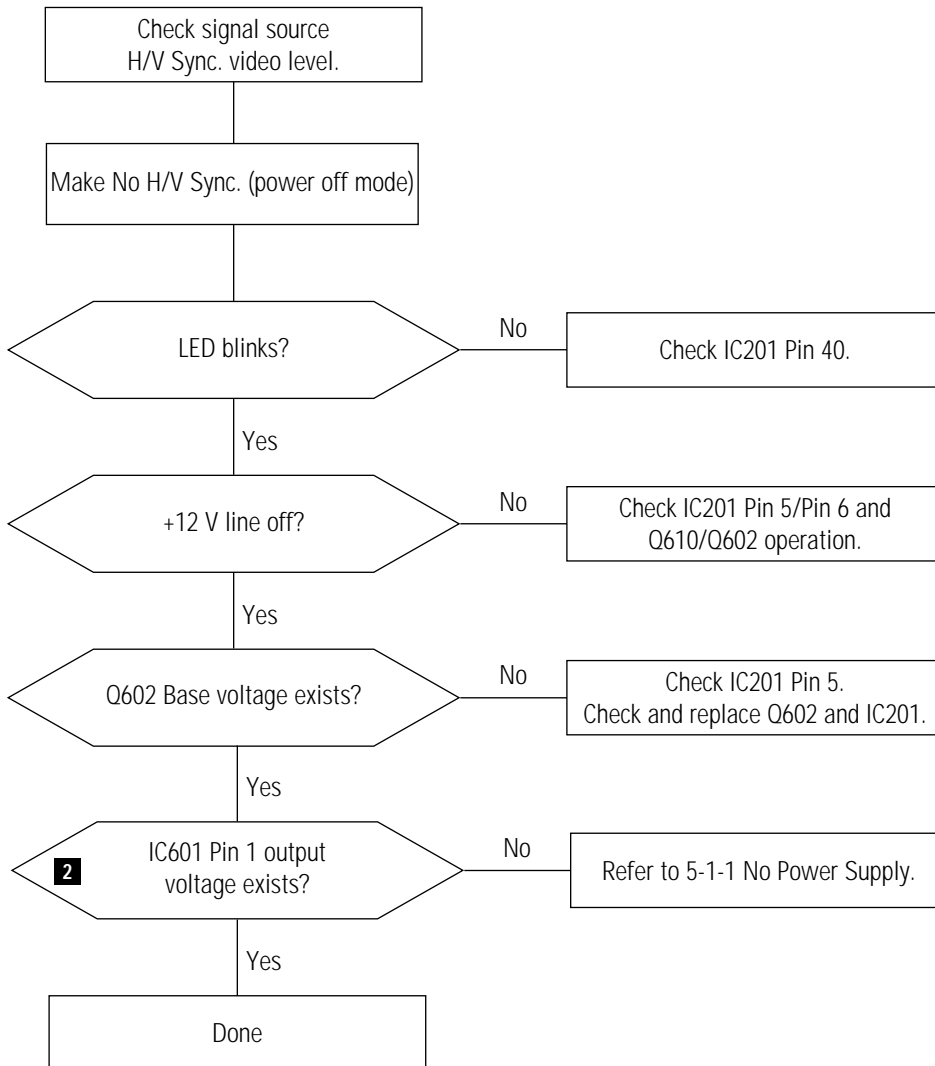 Check signal source
H/V Sync. video level.
Make No H/V Sync. (power off mode)
LED blinks?
No
Check IC201 Pin 40.
Yes
+12 V line off?
No
Check IC201 Pin 5/Pin 6 and
Q610/Q602 operation.
Yes
Q602 Base voltage exists?
No
Check IC201 Pin 5.
Check and replace Q602 and IC201.
Yes
2
IC601 Pin 1 output
voltage exists?
No
Refer to 5-1-1 No Power Supply.
Yes
Done